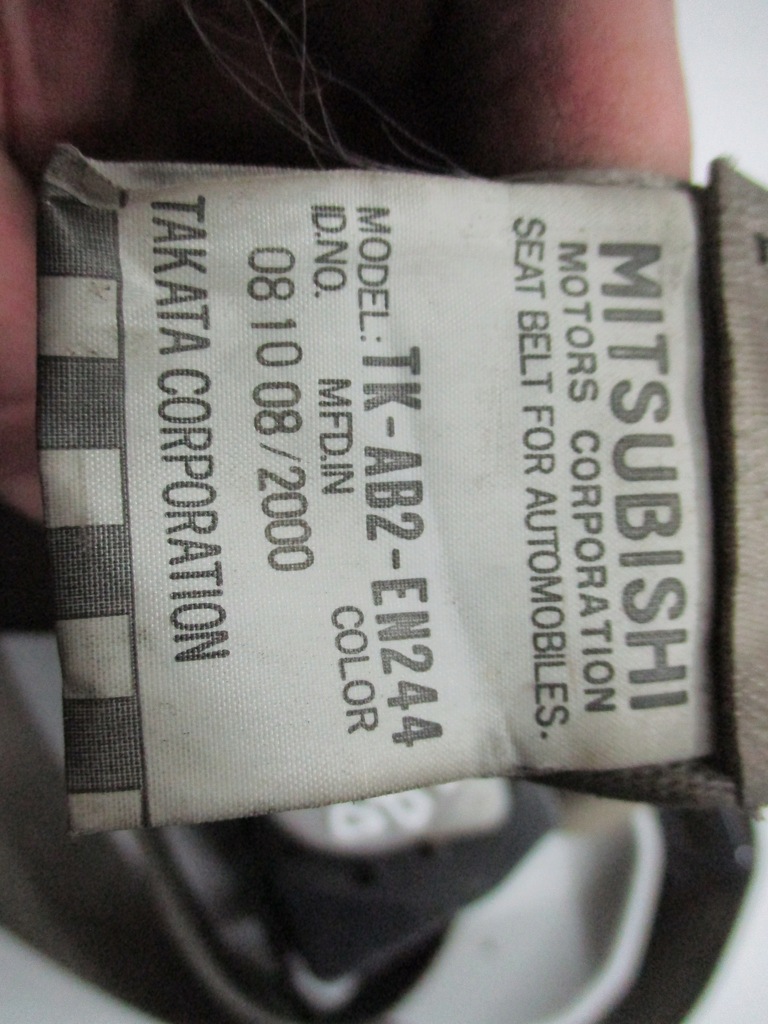 MITSUBISHI
MOTORS CORPORATION
SEAT BELT FOR AUTOMOBILES.
MODEL: TK-AB2-EN244
ID.NO. MFD.IN COLOR
08 10 08/2000
TAKATA CORPORATION